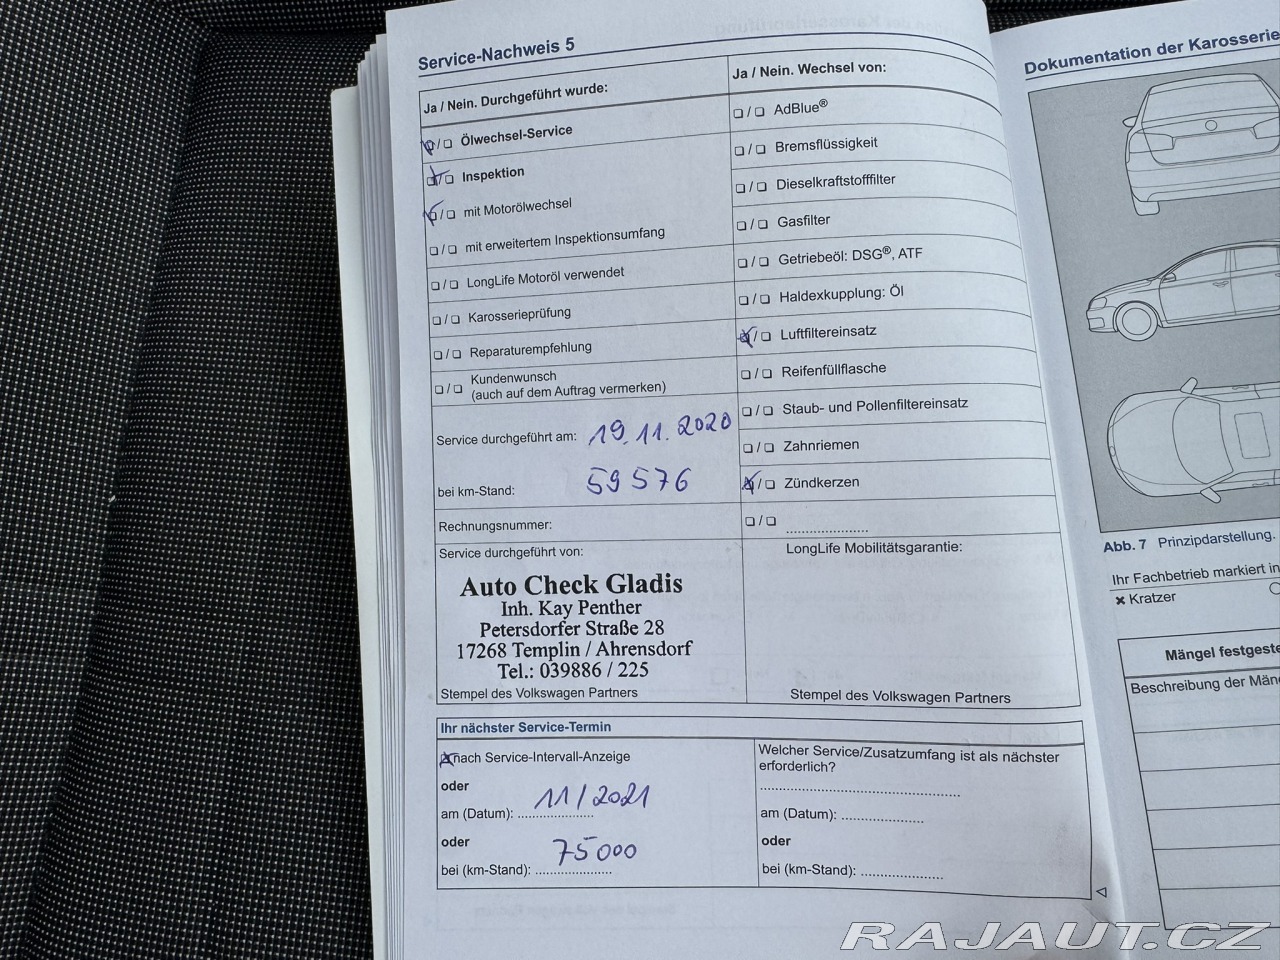 Service-Nachweis 5
Ja / Nein. Durchgeführt wurde:
❏/❏ Ölwechsel-Service
❏/❏ Inspektion
❏/❏ mit Motorölwechsel
❏/❏ mit erweitertem Inspektionsumfang
❏/❏ LongLife Motoröl verwendet
❏/❏ Karosserieprüfung
❏/❏ Reparaturempfehlung
❏/❏ Kundenwunsch
(auch auf dem Auftrag vermerken)
Service durchgeführt am: 19.11.2020
bei km-Stand: 59576
Rechnungsnummer:
Service durchgeführt von:
Auto Check Gladis
Inh. Kay Penther
Petersdorfer Straße 28
17268 Templin / Ahrensdorf
Tel.: 039886 / 225
Stempel des Volkswagen Partners
Ja / Nein. Wechsel von:
❏/❏ AdBlue®
❏/❏ Bremsflüssigkeit
❏/❏ Dieselkraftstofffilter
❏/❏ Gasfilter
❏/❏ Getriebeöl: DSG®, ATF
❏/❏ Haldexkupplung: Öl
❏/❏ Luftfiltereinsatz
❏/❏ Reifenfüllflasche
❏/❏ Staub- und Pollenfiltereinsatz
❏/❏ Zahnriemen
❏/❏ Zündkerzen
❏/❏ ....................
LongLife Mobilitätsgarantie:
Stempel des Volkswagen Partners
Ihr nächster Service-Termin
nach Service-Intervall-Anzeige
oder
am (Datum): 11/2021
oder
bei (km-Stand): 75000
Welcher Service/Zusatzumfang ist als nächster
erforderlich?
am (Datum): ....................
oder
bei (km-Stand): ....................
Dokumentation der Karosserie
Abb. 7 Prinzipdarstellung.
Ihr Fachbetrieb markiert in
✖ Kratzer
Mängel festgeste
Beschreibung der Män
RAJAUT.CZ